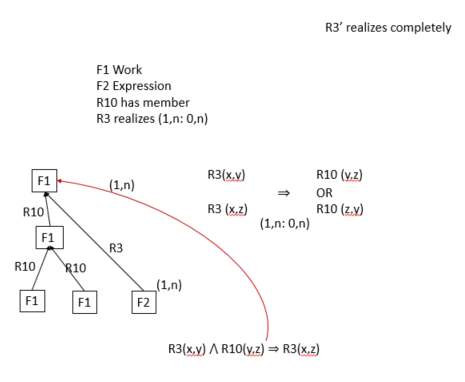 R3’ realizes completely
F1 Work
F2 Expression
R10 has member
R3 realizes (1,n: 0,n)
R3(x,y) R10 (y,z)
⇒ OR
R3 (x,z) R10 (z,y)
(1,n: 0,n)
F1 (1,n)
R10
F1 R3
R10 R10
(1,n)
F1 F1 F2
R3(x,y) ⋀ R10(y,z) ⇒ R3(x,z)